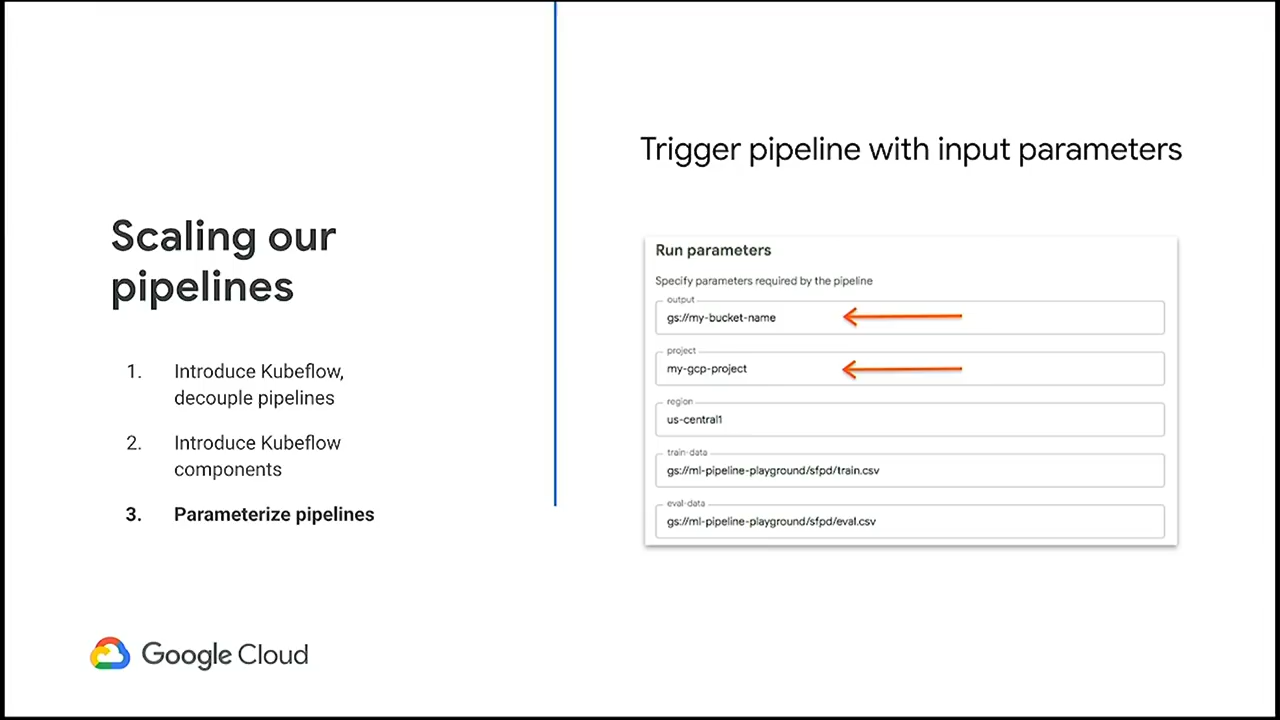 Scaling our
pipelines
1. Introduce Kubeflow,
decouple pipelines
2. Introduce Kubeflow
components
3. Parameterize pipelines
Google Cloud
Trigger pipeline with input parameters
Run parameters
Specify parameters required by the pipeline
output
gs://my-bucket-name
project
my-gcp-project
region
us-central1
train-data
gs://ml-pipeline-playground/sfpd/train.csv
eval-data
gs://ml-pipeline-playground/sfpd/eval.csv